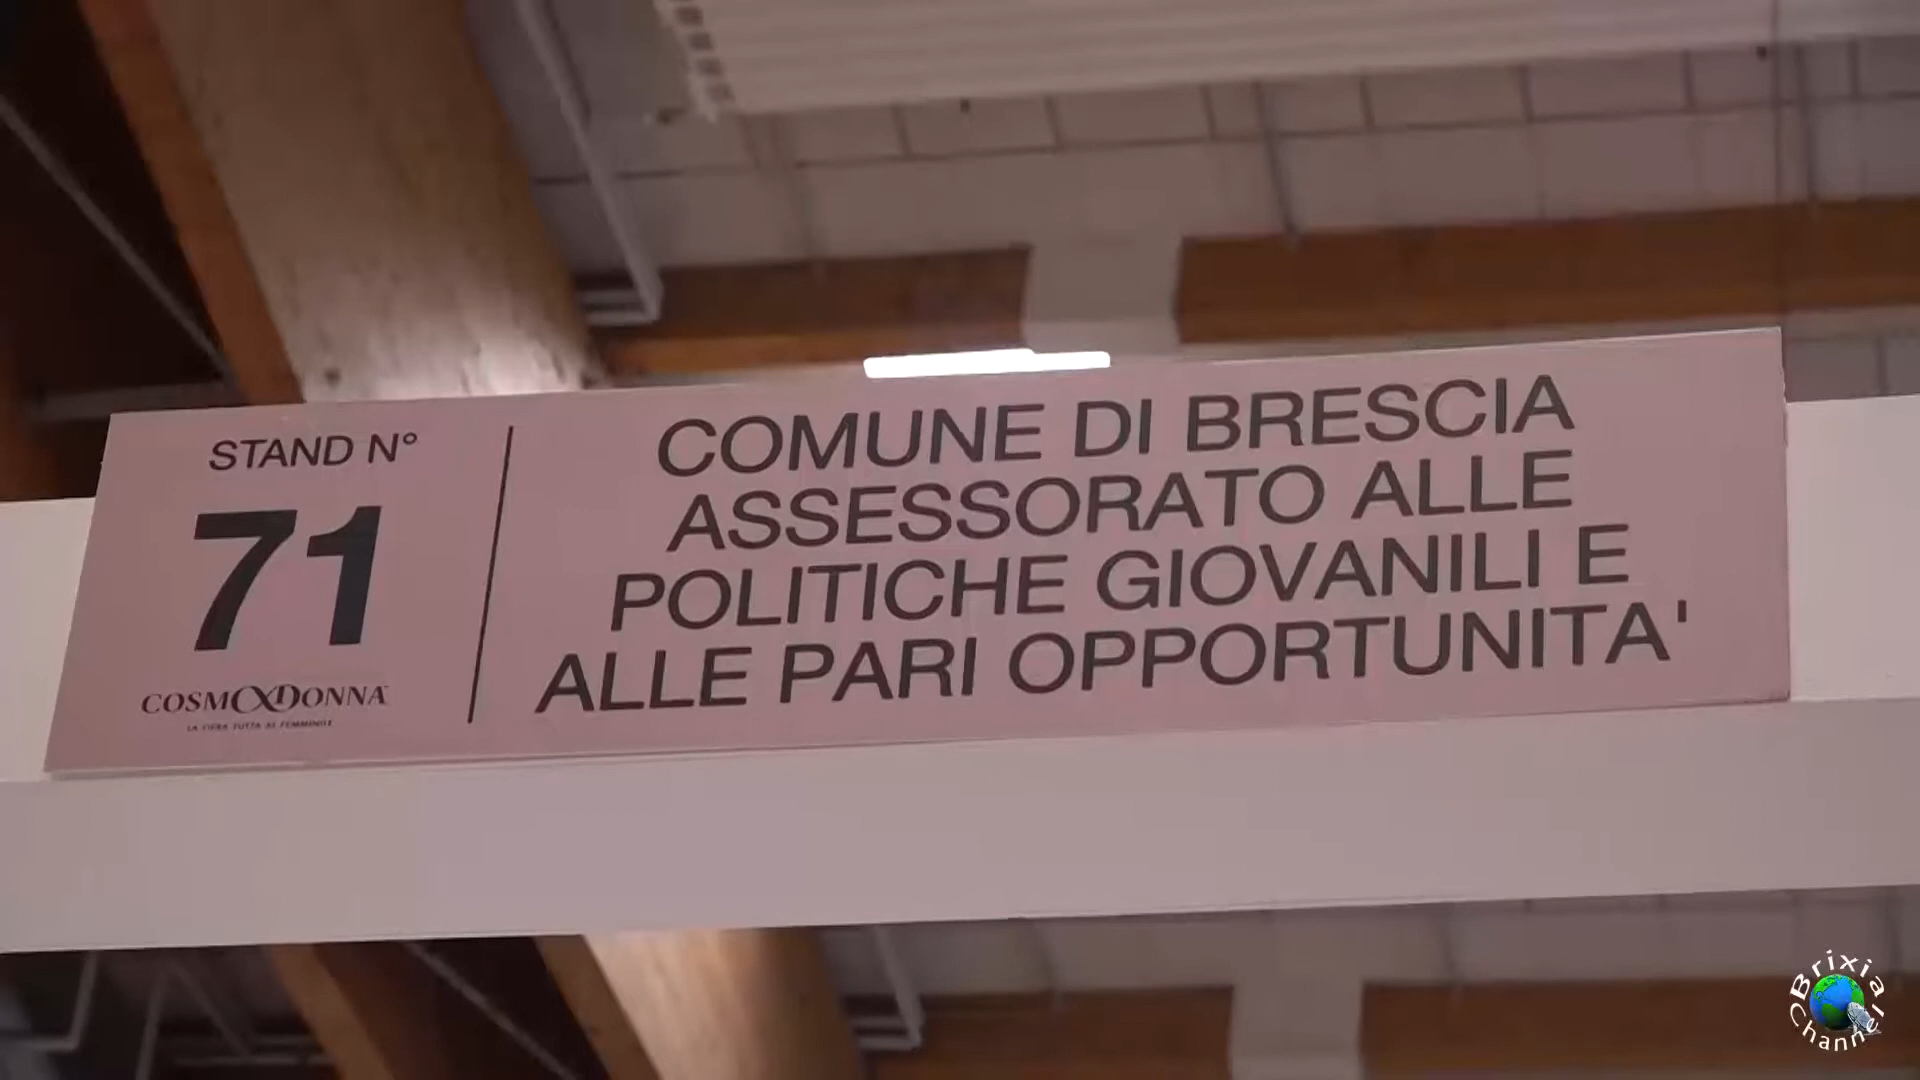 STAND N°
71
COSMODONNA
LA FIERA TUTTA AL FEMMINILE
COMUNE DI BRESCIA
ASSESSORATO ALLE
POLITICHE GIOVANILI E
ALLE PARI OPPORTUNITA'
Brixia
Channel